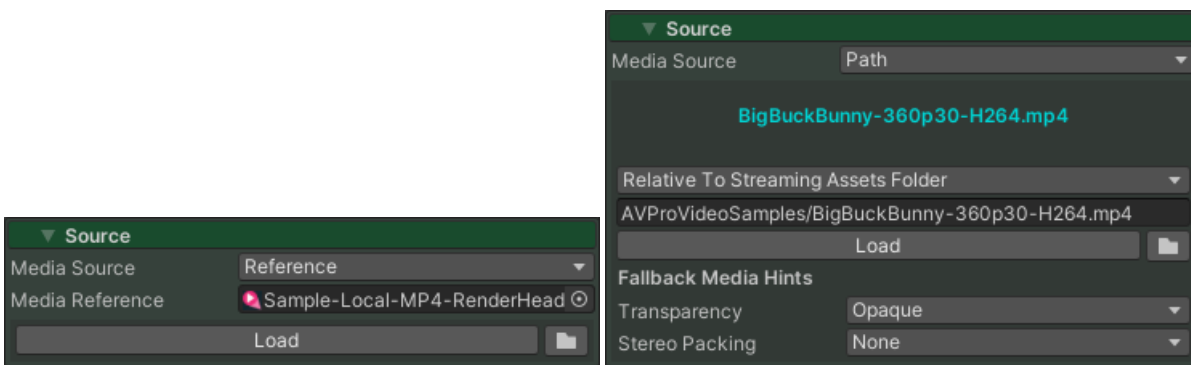 Source
Media Source Reference
Media Reference Sample-Local-MP4-RenderHead
Load
Source
Media Source Path
BigBuckBunny-360p30-H264.mp4
Relative To Streaming Assets Folder
AVProVideoSamples/BigBuckBunny-360p30-H264.mp4
Load
Fallback Media Hints
Transparency Opaque
Stereo Packing None